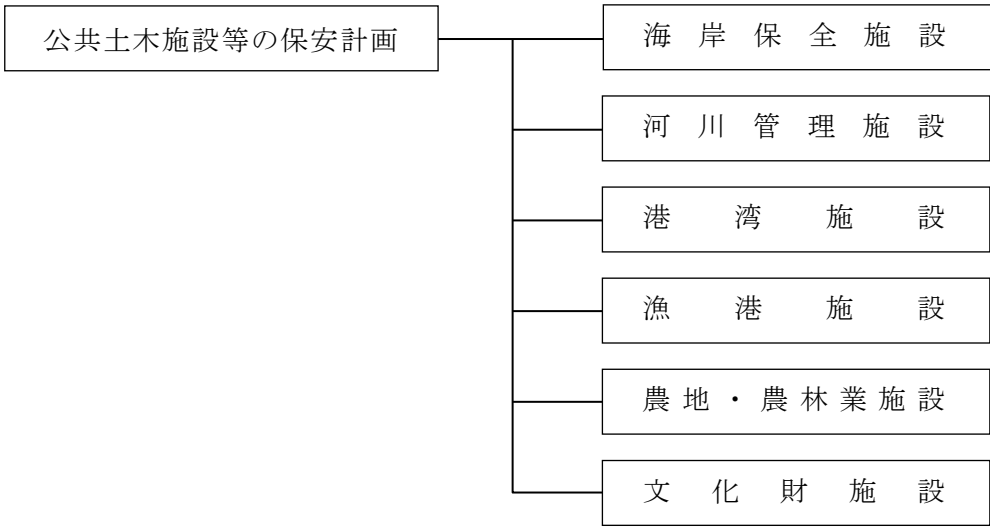 公共土木施設等の保安計画
海岸保全施設
河川管理施設
港湾施設
漁港施設
農地・農林業施設
文化財施設